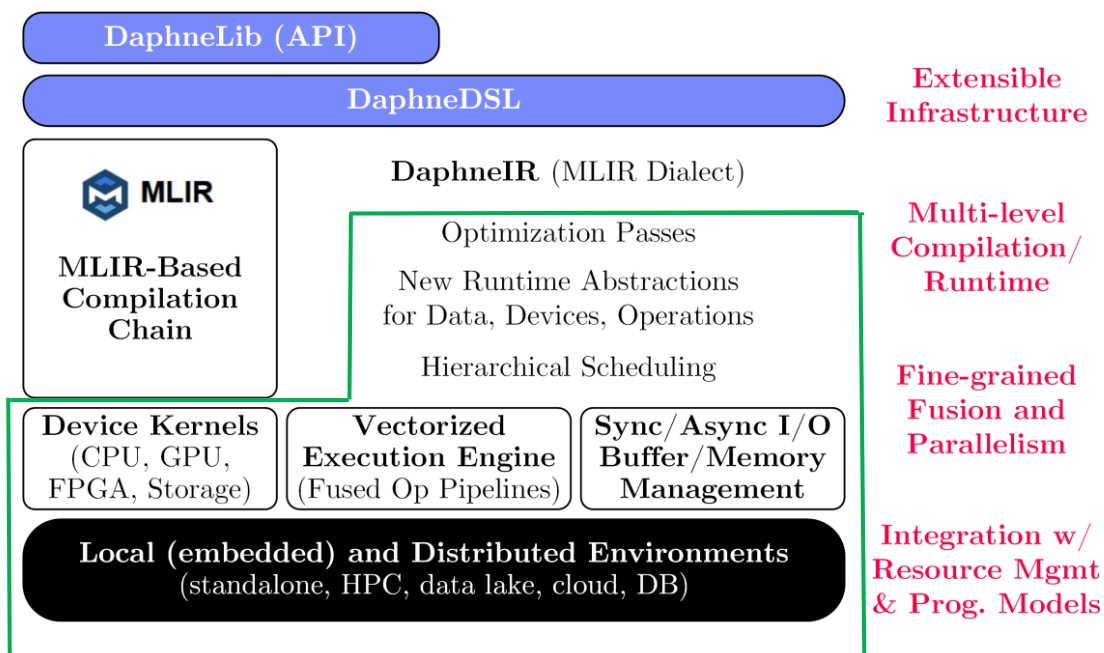 DaphneLib (API)
DaphneDSL
MLIR
MLIR-Based
Compilation
Chain
DaphneIR (MLIR Dialect)
Optimization Passes
New Runtime Abstractions
for Data, Devices, Operations
Hierarchical Scheduling
Device Kernels
(CPU, GPU,
FPGA, Storage)
Vectorized
Execution Engine
(Fused Op Pipelines)
Sync/Async I/O
Buffer/Memory
Management
Local (embedded) and Distributed Environments
(standalone, HPC, data lake, cloud, DB)
Extensible
Infrastructure
Multi-level
Compilation/
Runtime
Fine-grained
Fusion and
Parallelism
Integration w/
Resource Mgmt
& Prog. Models